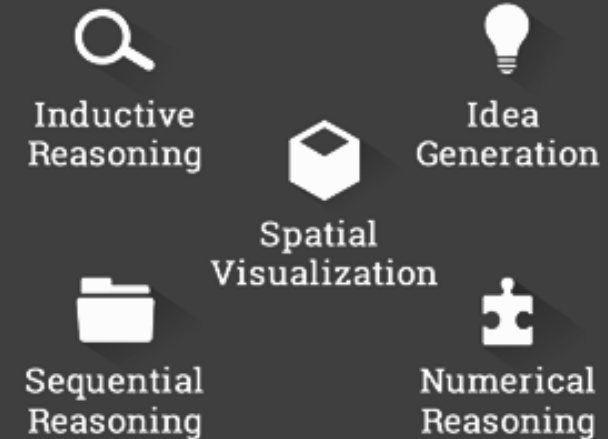 Inductive
Reasoning
Idea
Generation
Spatial
Visualization
Sequential
Reasoning
Numerical
Reasoning